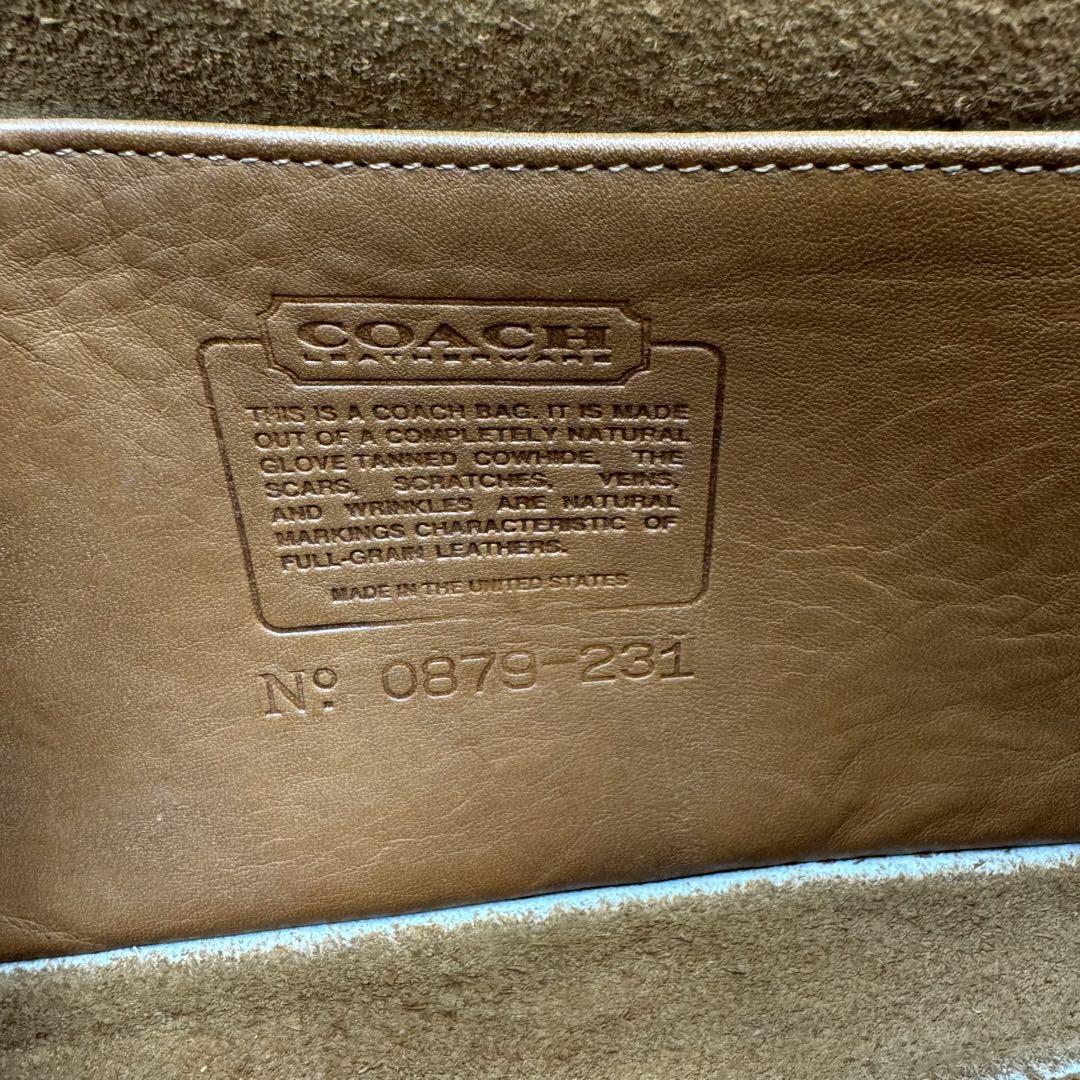 COACH
LEATHERWARE
THIS IS A COACH BAG. IT IS MADE
OUT OF A COMPLETELY NATURAL
GLOVE TANNED COWHIDE, THE
SCARS, SCRATCHES, VEINS,
AND WRINKLES ARE NATURAL
MARKINGS CHARACTERISTIC OF
FULL-GRAIN LEATHERS.
MADE IN THE UNITED STATES
Nº. 0879-231